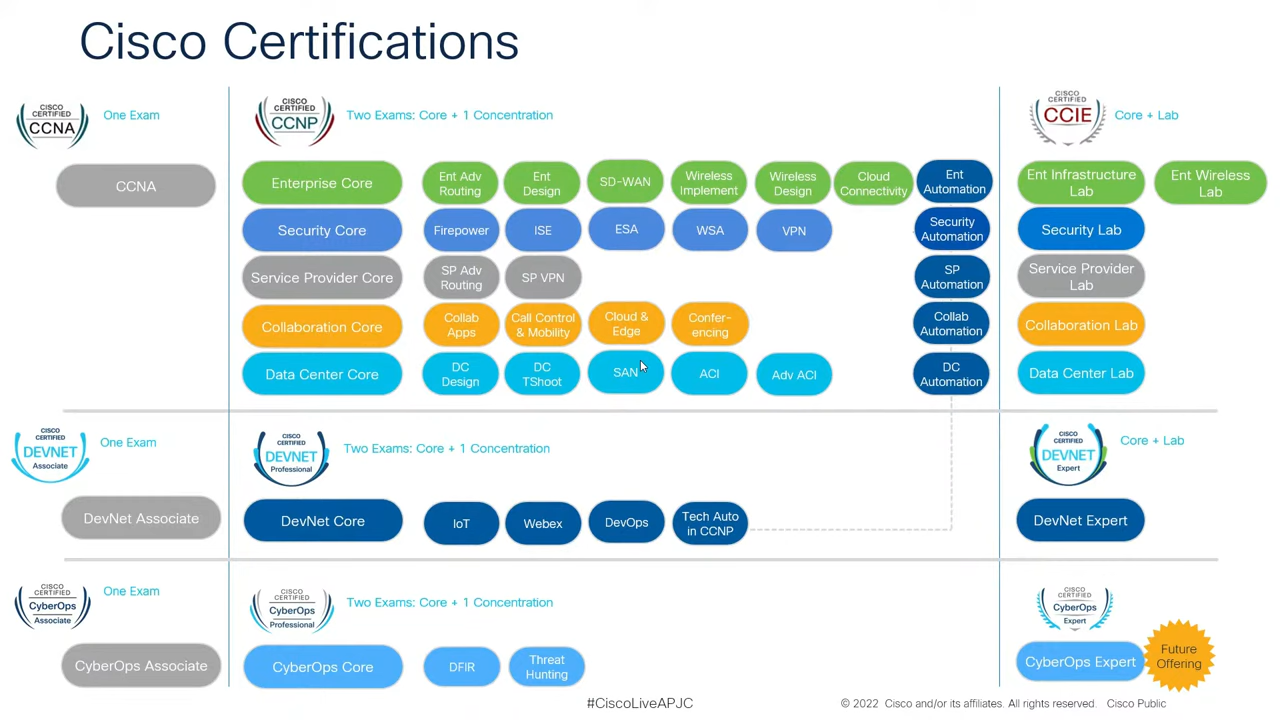 Cisco Certifications
CISCO
CERTIFIED
CCNA
One Exam
CISCO
CERTIFIED
CCNP
Two Exams: Core + 1 Concentration
CISCO
CERTIFIED
CCIE
Core + Lab
CCNA
Enterprise Core
Ent Adv
Routing
Ent
Design
SD-WAN
Wireless
Implement
Wireless
Design
Cloud
Connectivity
Ent
Automation
Ent Infrastructure
Lab
Ent Wireless
Lab
Security Core
Firepower
ISE
ESA
WSA
VPN
Security
Automation
Security Lab
Service Provider Core
SP Adv
Routing
SP VPN
SP
Automation
Service Provider
Lab
Collaboration Core
Collab
Apps
Call Control
& Mobility
Cloud &
Edge
Confer-
encing
Collab
Automation
Collaboration Lab
Data Center Core
DC
Design
DC
TShoot
SAN
ACI
Adv ACI
DC
Automation
Data Center Lab
CISCO
CERTIFIED
DEVNET
Associate
One Exam
CISCO
CERTIFIED
DEVNET
Professional
Two Exams: Core + 1 Concentration
CISCO
CERTIFIED
DEVNET
Expert
Core + Lab
DevNet Associate
DevNet Core
IoT
Webex
DevOps
Tech Auto
in CCNP
DevNet Expert
CISCO
CERTIFIED
CyberOps
Associate
One Exam
CISCO
CERTIFIED
CyberOps
Professional
Two Exams: Core + 1 Concentration
CISCO
CERTIFIED
CyberOps
Expert
CyberOps Associate
CyberOps Core
DFIR
Threat
Hunting
CyberOps Expert
Future
Offering
#CiscoLiveAPJC
© 2022 Cisco and/or its affiliates. All rights reserved. Cisco Public